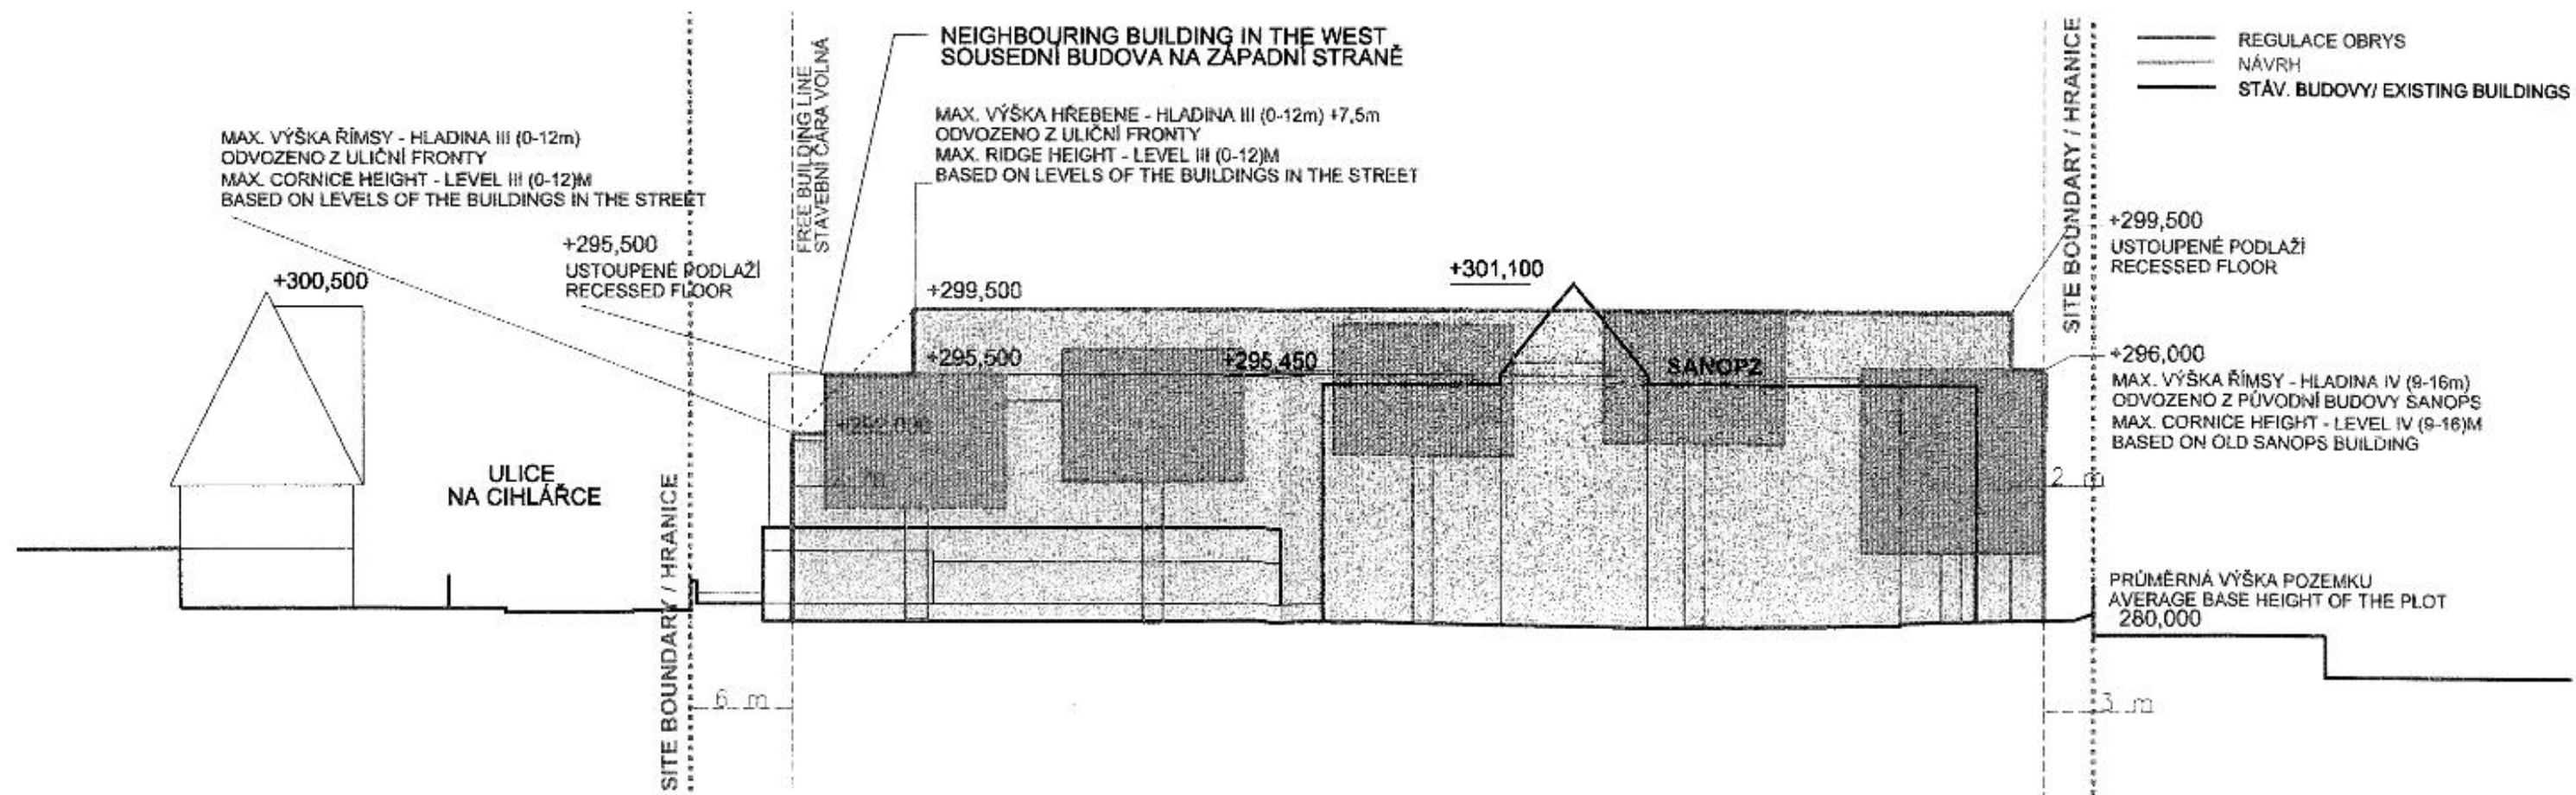 NEIGHBOURING BUILDING IN THE WEST
SOUSEDNÍ BUDOVA NA ZÁPADNÍ STRANĚ
REGULACE OBRYS
NÁVRH
STÁV. BUDOVY/ EXISTING BUILDINGS
FREE BUILDING LINE
STAVEBNÍ ČÁRA VOLNÁ
MAX. VÝŠKA ŘÍMSY - HLADINA III (0-12m)
ODVOZENO Z ULIČNÍ FRONTY
MAX. CORNICE HEIGHT - LEVEL III (0-12)M
BASED ON LEVELS OF THE BUILDINGS IN THE STREET
MAX. VÝŠKA HŘEBENE - HLADINA III (0-12m) +7,5m
ODVOZENO Z ULIČNÍ FRONTY
MAX. RIDGE HEIGHT - LEVEL III (0-12)M
BASED ON LEVELS OF THE BUILDINGS IN THE STREET
SITE BOUNDARY / HRANICE
+299,500
USTOUPENÉ PODLAŽÍ
RECESSED FLOOR
+295,500
USTOUPENÉ PODLAŽÍ
RECESSED FLOOR
+300,500
+301,100
+299,500
+295,500
+295,450
SANOPZ
+296,000
MAX. VÝŠKA ŘÍMSY - HLADINA IV (9-16m)
ODVOZENO Z PŮVODNÍ BUDOVY SANOPS
MAX. CORNICE HEIGHT - LEVEL IV (9-16)M
BASED ON OLD SANOPS BUILDING
ULICE
NA CIHLÁŘCE
2 m
SITE BOUNDARY / HRANICE
PRŮMĚRNÁ VÝŠKA POZEMKU
AVERAGE BASE HEIGHT OF THE PLOT
280,000
6 m
3 m